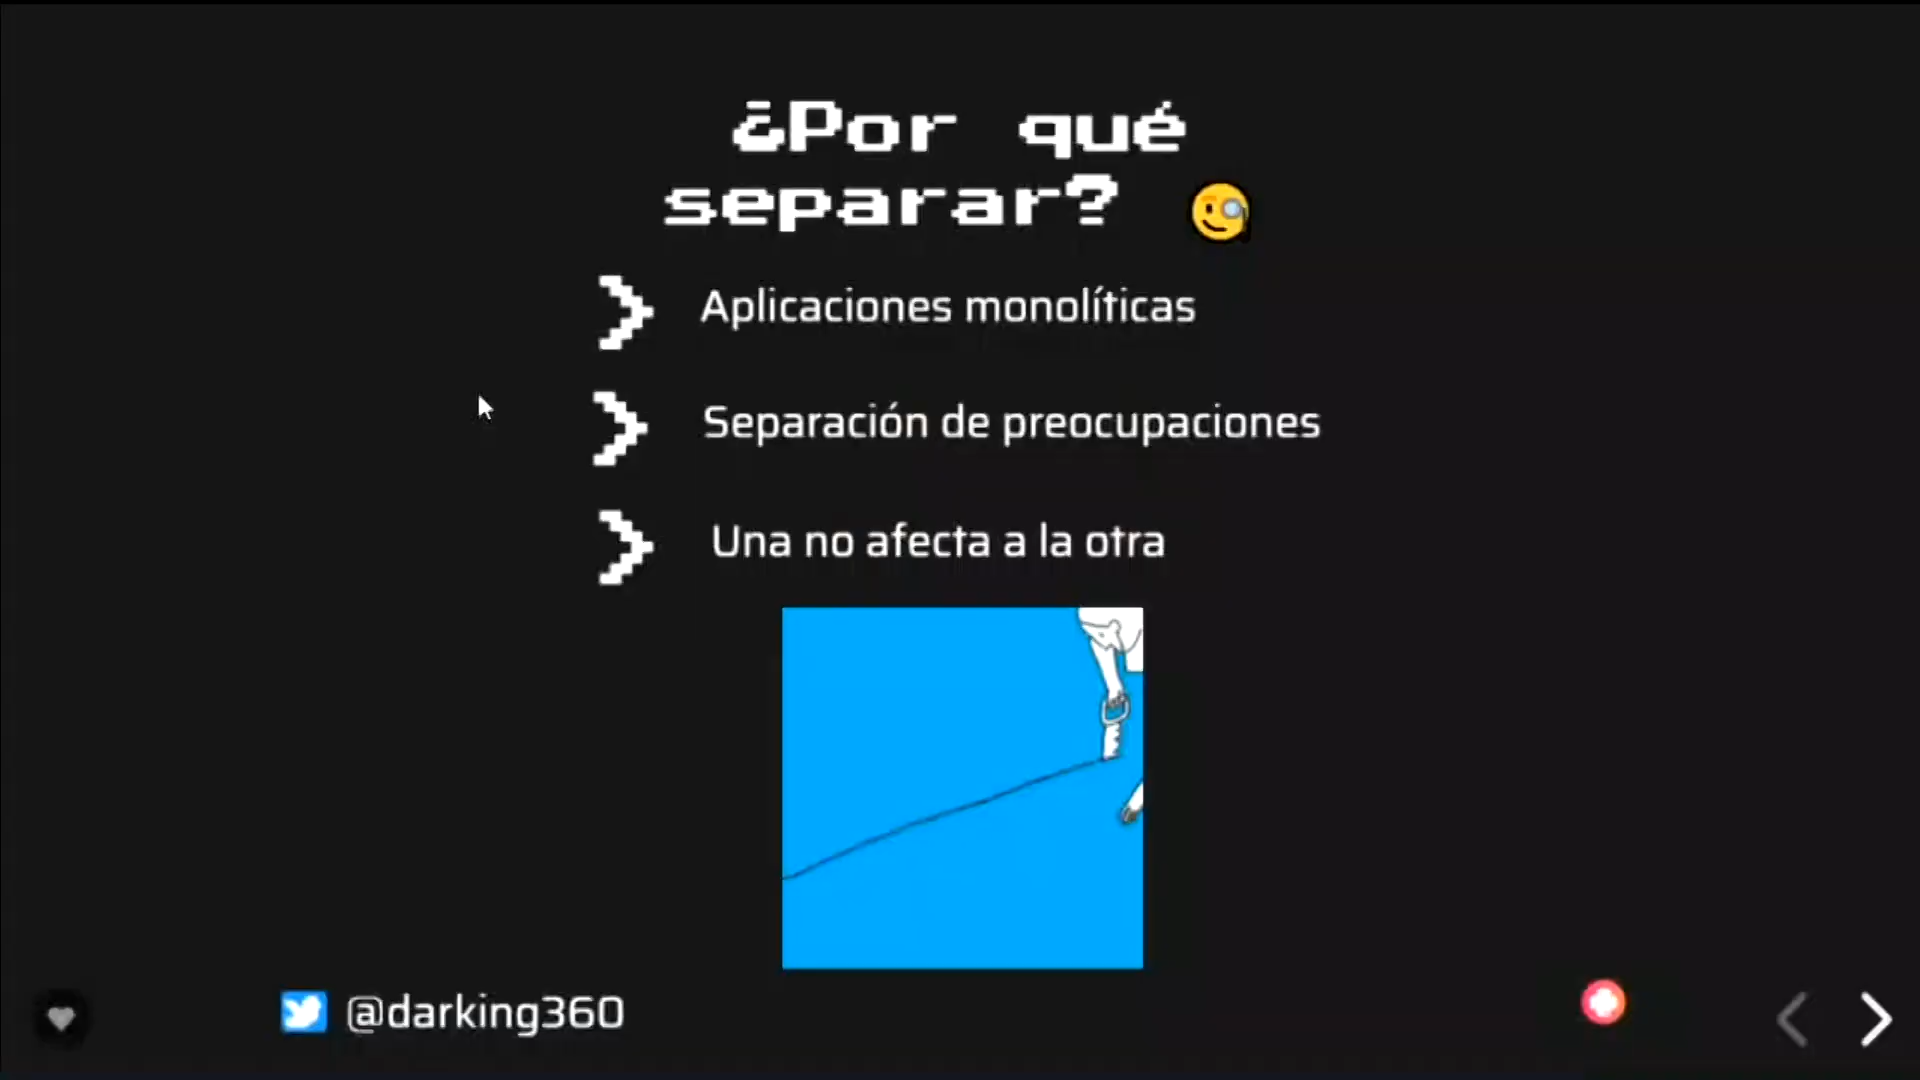 ¿Por qué
separar?
Aplicaciones monolíticas
Separación de preocupaciones
Una no afecta a la otra
@darking360